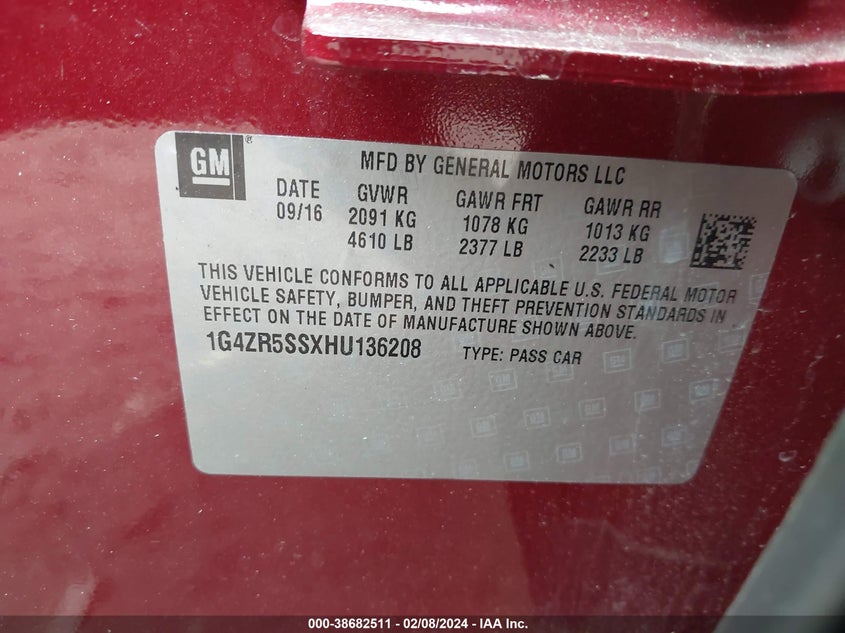 GM ®
MFD BY GENERAL MOTORS LLC
DATE GVWR GAWR FRT GAWR RR
09/16 2091 KG 1078 KG 1013 KG
4610 LB 2377 LB 2233 LB
THIS VEHICLE CONFORMS TO ALL APPLICABLE U.S. FEDERAL MOTOR
VEHICLE SAFETY, BUMPER, AND THEFT PREVENTION STANDARDS IN
EFFECT ON THE DATE OF MANUFACTURE SHOWN ABOVE.
1G4ZR5SSXHU136208 TYPE: PASS CAR
000-38682511 - 02/08/2024 - IAA Inc.